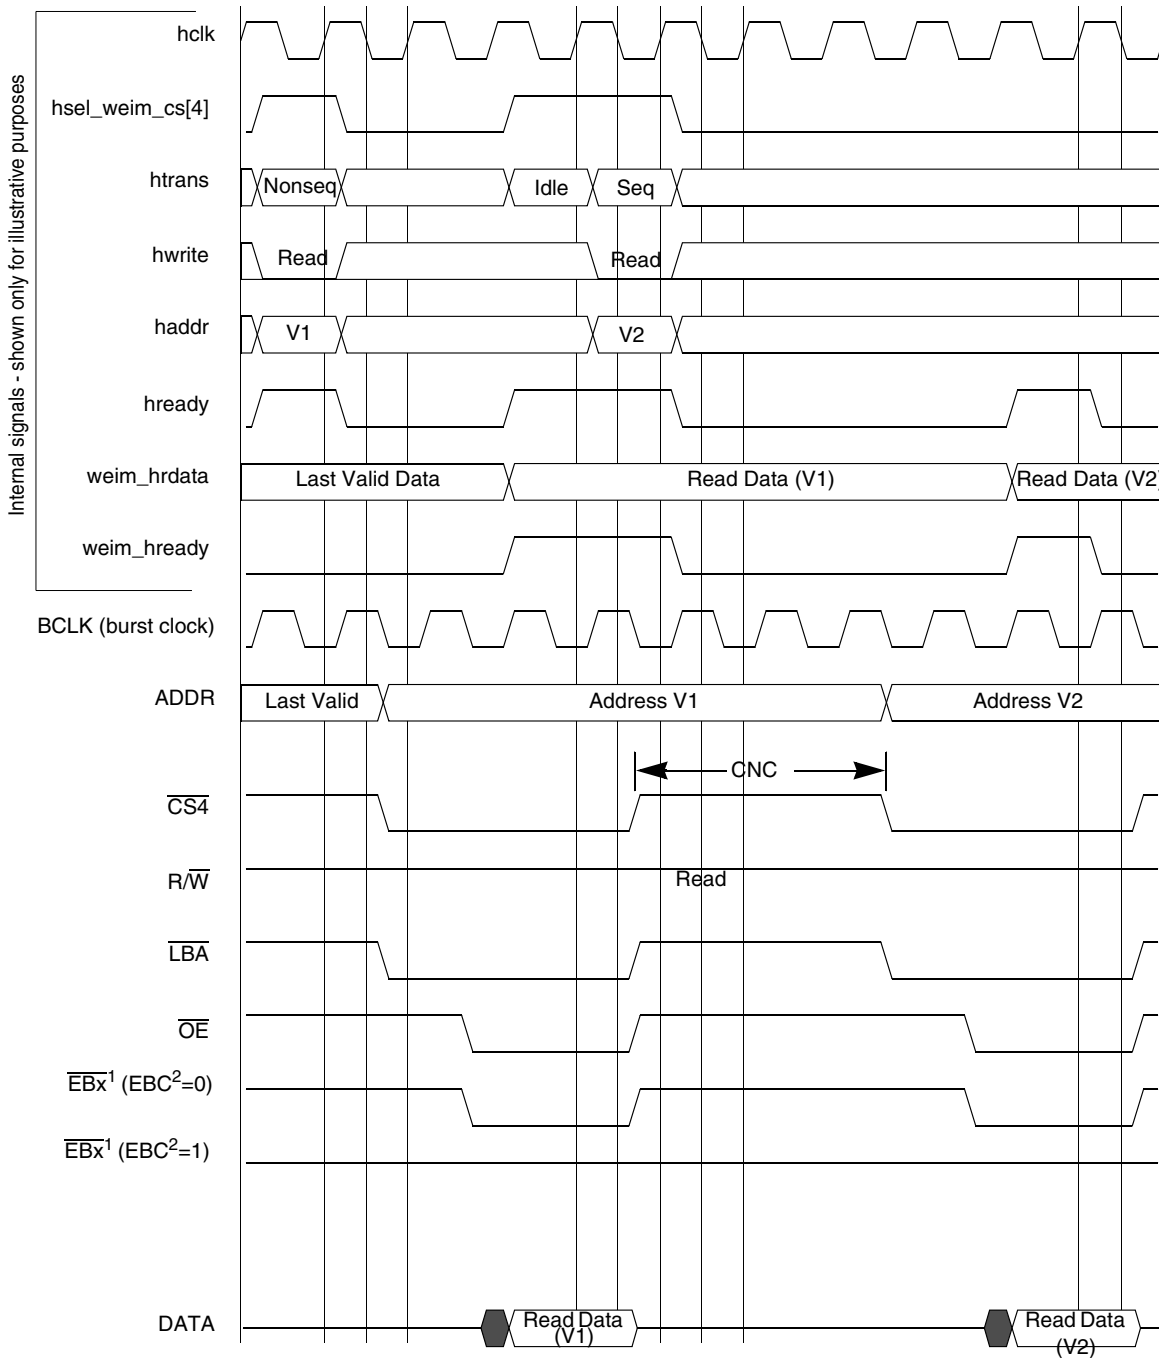 Internal signals - shown only for illustrative purposes
hclk
hsel_weim_cs[4]
htrans Nonseq Idle Seq
hwrite Read Read
haddr V1 V2
hready
weim_hrdata Last Valid Data Read Data (V1) Read Data (V2)
weim_hready
BCLK (burst clock)
ADDR Last Valid Address V1 Address V2
CNC
CS4
R/W Read
LBA
OE
EBx1 (EBC2=0)
EBx1 (EBC2=1)
DATA Read Data (V1) Read Data (V2)